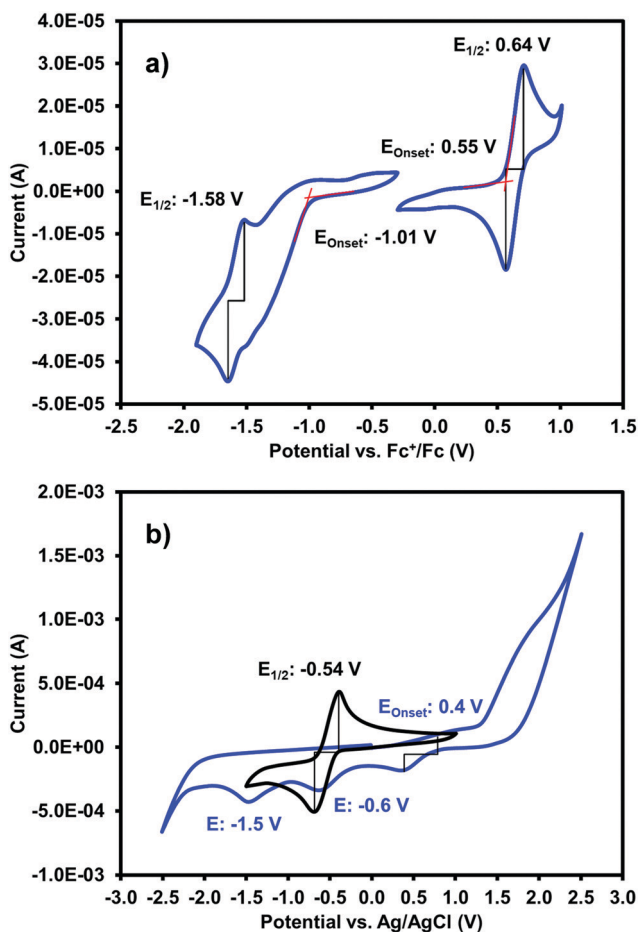 a)
4.0E-05
3.0E-05
2.0E-05
1.0E-05
0.0E+00
-1.0E-05
-2.0E-05
-3.0E-05
-4.0E-05
-5.0E-05
Current (A)
E1/2: 0.64 V
EOnset: 0.55 V
E1/2: -1.58 V
EOnset: -1.01 V
-2.5 -2.0 -1.5 -1.0 -0.5 0.0 0.5 1.0 1.5
Potential vs. Fc+/Fc (V)
b)
2.0E-03
1.5E-03
1.0E-03
5.0E-04
0.0E+00
-5.0E-04
-1.0E-03
Current (A)
E1/2: -0.54 V
EOnset: 0.4 V
E: -1.5 V
E: -0.6 V
-3.0 -2.5 -2.0 -1.5 -1.0 -0.5 0.0 0.5 1.0 1.5 2.0 2.5 3.0
Potential vs. Ag/AgCl (V)